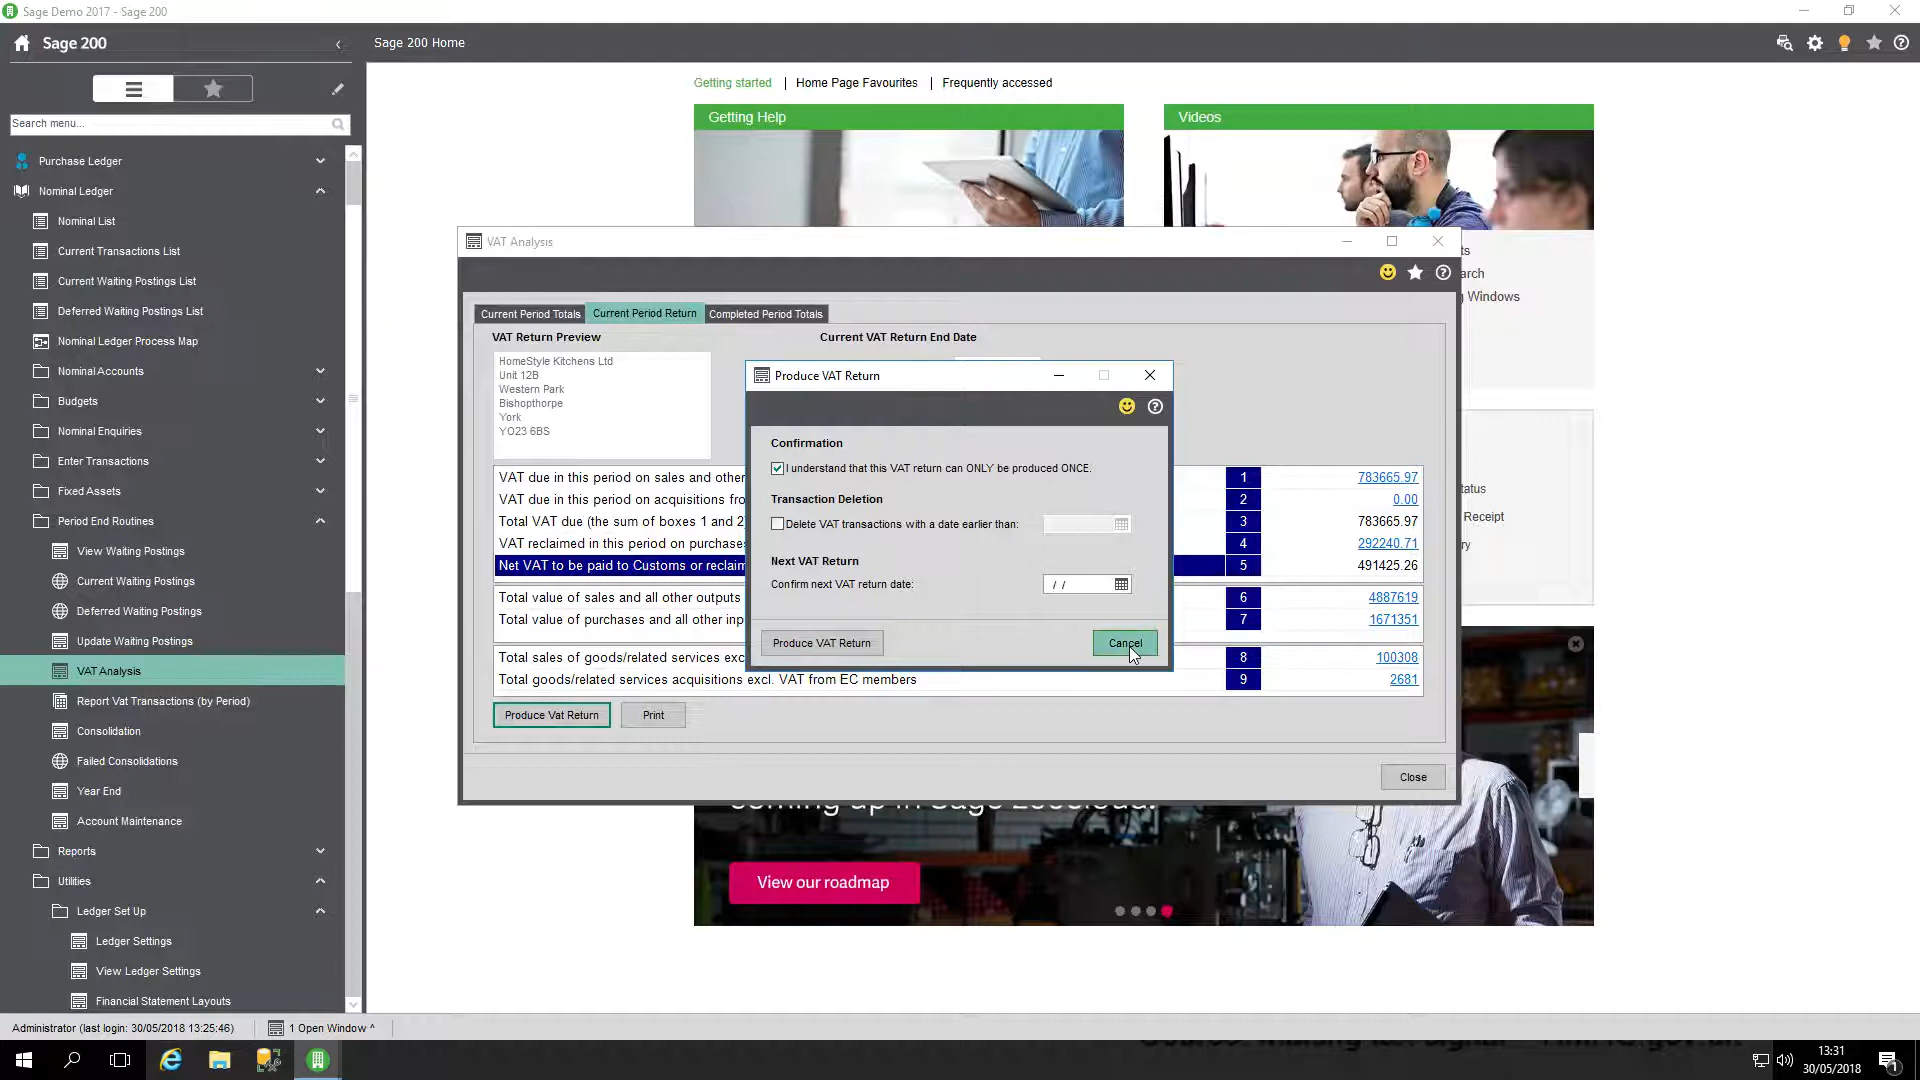 Sage Demo 2017 - Sage 200
Sage 200
Sage 200 Home
Search menu...
Purchase Ledger
Nominal Ledger
Nominal List
Current Transactions List
Current Waiting Postings List
Deferred Waiting Postings List
Nominal Ledger Process Map
Nominal Accounts
Budgets
Nominal Enquiries
Enter Transactions
Fixed Assets
Period End Routines
View Waiting Postings
Current Waiting Postings
Deferred Waiting Postings
Update Waiting Postings
VAT Analysis
Report Vat Transactions (by Period)
Consolidation
Failed Consolidations
Year End
Account Maintenance
Reports
Utilities
Ledger Set Up
Ledger Settings
View Ledger Settings
Financial Statement Layouts
Getting started | Home Page Favourites | Frequently accessed
Getting Help
Videos
ts
arch
g Windows
tatus
Receipt
ry
VAT Analysis
Current Period Totals Current Period Return Completed Period Totals
VAT Return Preview Current VAT Return End Date
HomeStyle Kitchens Ltd
Unit 12B
Western Park
Bishopthorpe
York
YO23 6BS
VAT due in this period on sales and other 1 783665.97
VAT due in this period on acquisitions fro 2 0.00
Total VAT due (the sum of boxes 1 and 2 3 783665.97
VAT reclaimed in this period on purchase 4 292240.71
Net VAT to be paid to Customs or reclaim 5 491425.26
Total value of sales and all other outputs 6 4887619
Total value of purchases and all other inp 7 1671351
Total sales of goods/related services exc 8 100308
Total goods/related services acquisitions excl. VAT from EC members 9 2681
Produce Vat Return Print
Close
Produce VAT Return
Confirmation
I understand that this VAT return can ONLY be produced ONCE.
Transaction Deletion
Delete VAT transactions with a date earlier than:
Next VAT Return
Confirm next VAT return date: / /
Produce VAT Return Cancel
View our roadmap
Administrator (last login: 30/05/2018 13:25:46) 1 Open Window ^
13:31
30/05/2018
1